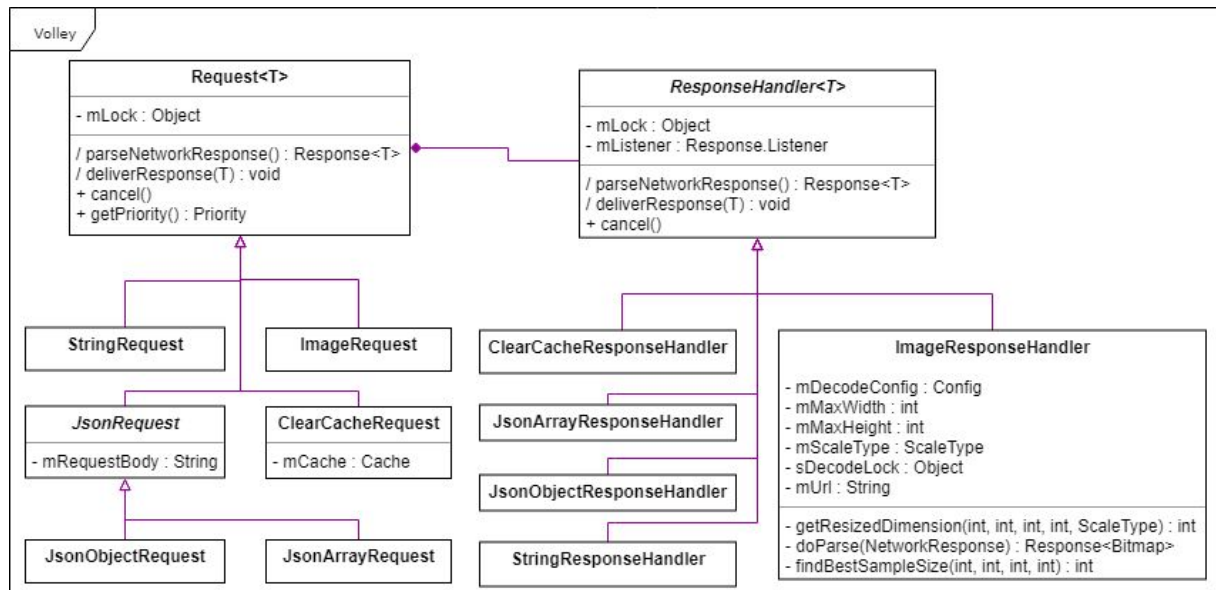 Volley
Request<T>
- mLock : Object
/ parseNetworkResponse() : Response<T>
/ deliverResponse(T) : void
+ cancel()
+ getPriority() : Priority
ResponseHandler<T>
- mLock : Object
- mListener : Response.Listener
/ parseNetworkResponse() : Response<T>
/ deliverResponse(T) : void
+ cancel()
StringRequest
ImageRequest
JsonRequest
- mRequestBody : String
ClearCacheRequest
- mCache : Cache
JsonObjectRequest
JsonArrayRequest
ClearCacheResponseHandler
JsonArrayResponseHandler
JsonObjectResponseHandler
StringResponseHandler
ImageResponseHandler
- mDecodeConfig : Config
- mMaxWidth : int
- mMaxHeight : int
- mScaleType : ScaleType
- sDecodeLock : Object
- mUrl : String
- getResizedDimension(int, int, int, int, ScaleType) : int
- doParse(NetworkResponse) : Response<Bitmap>
- findBestSampleSize(int, int, int, int) : int